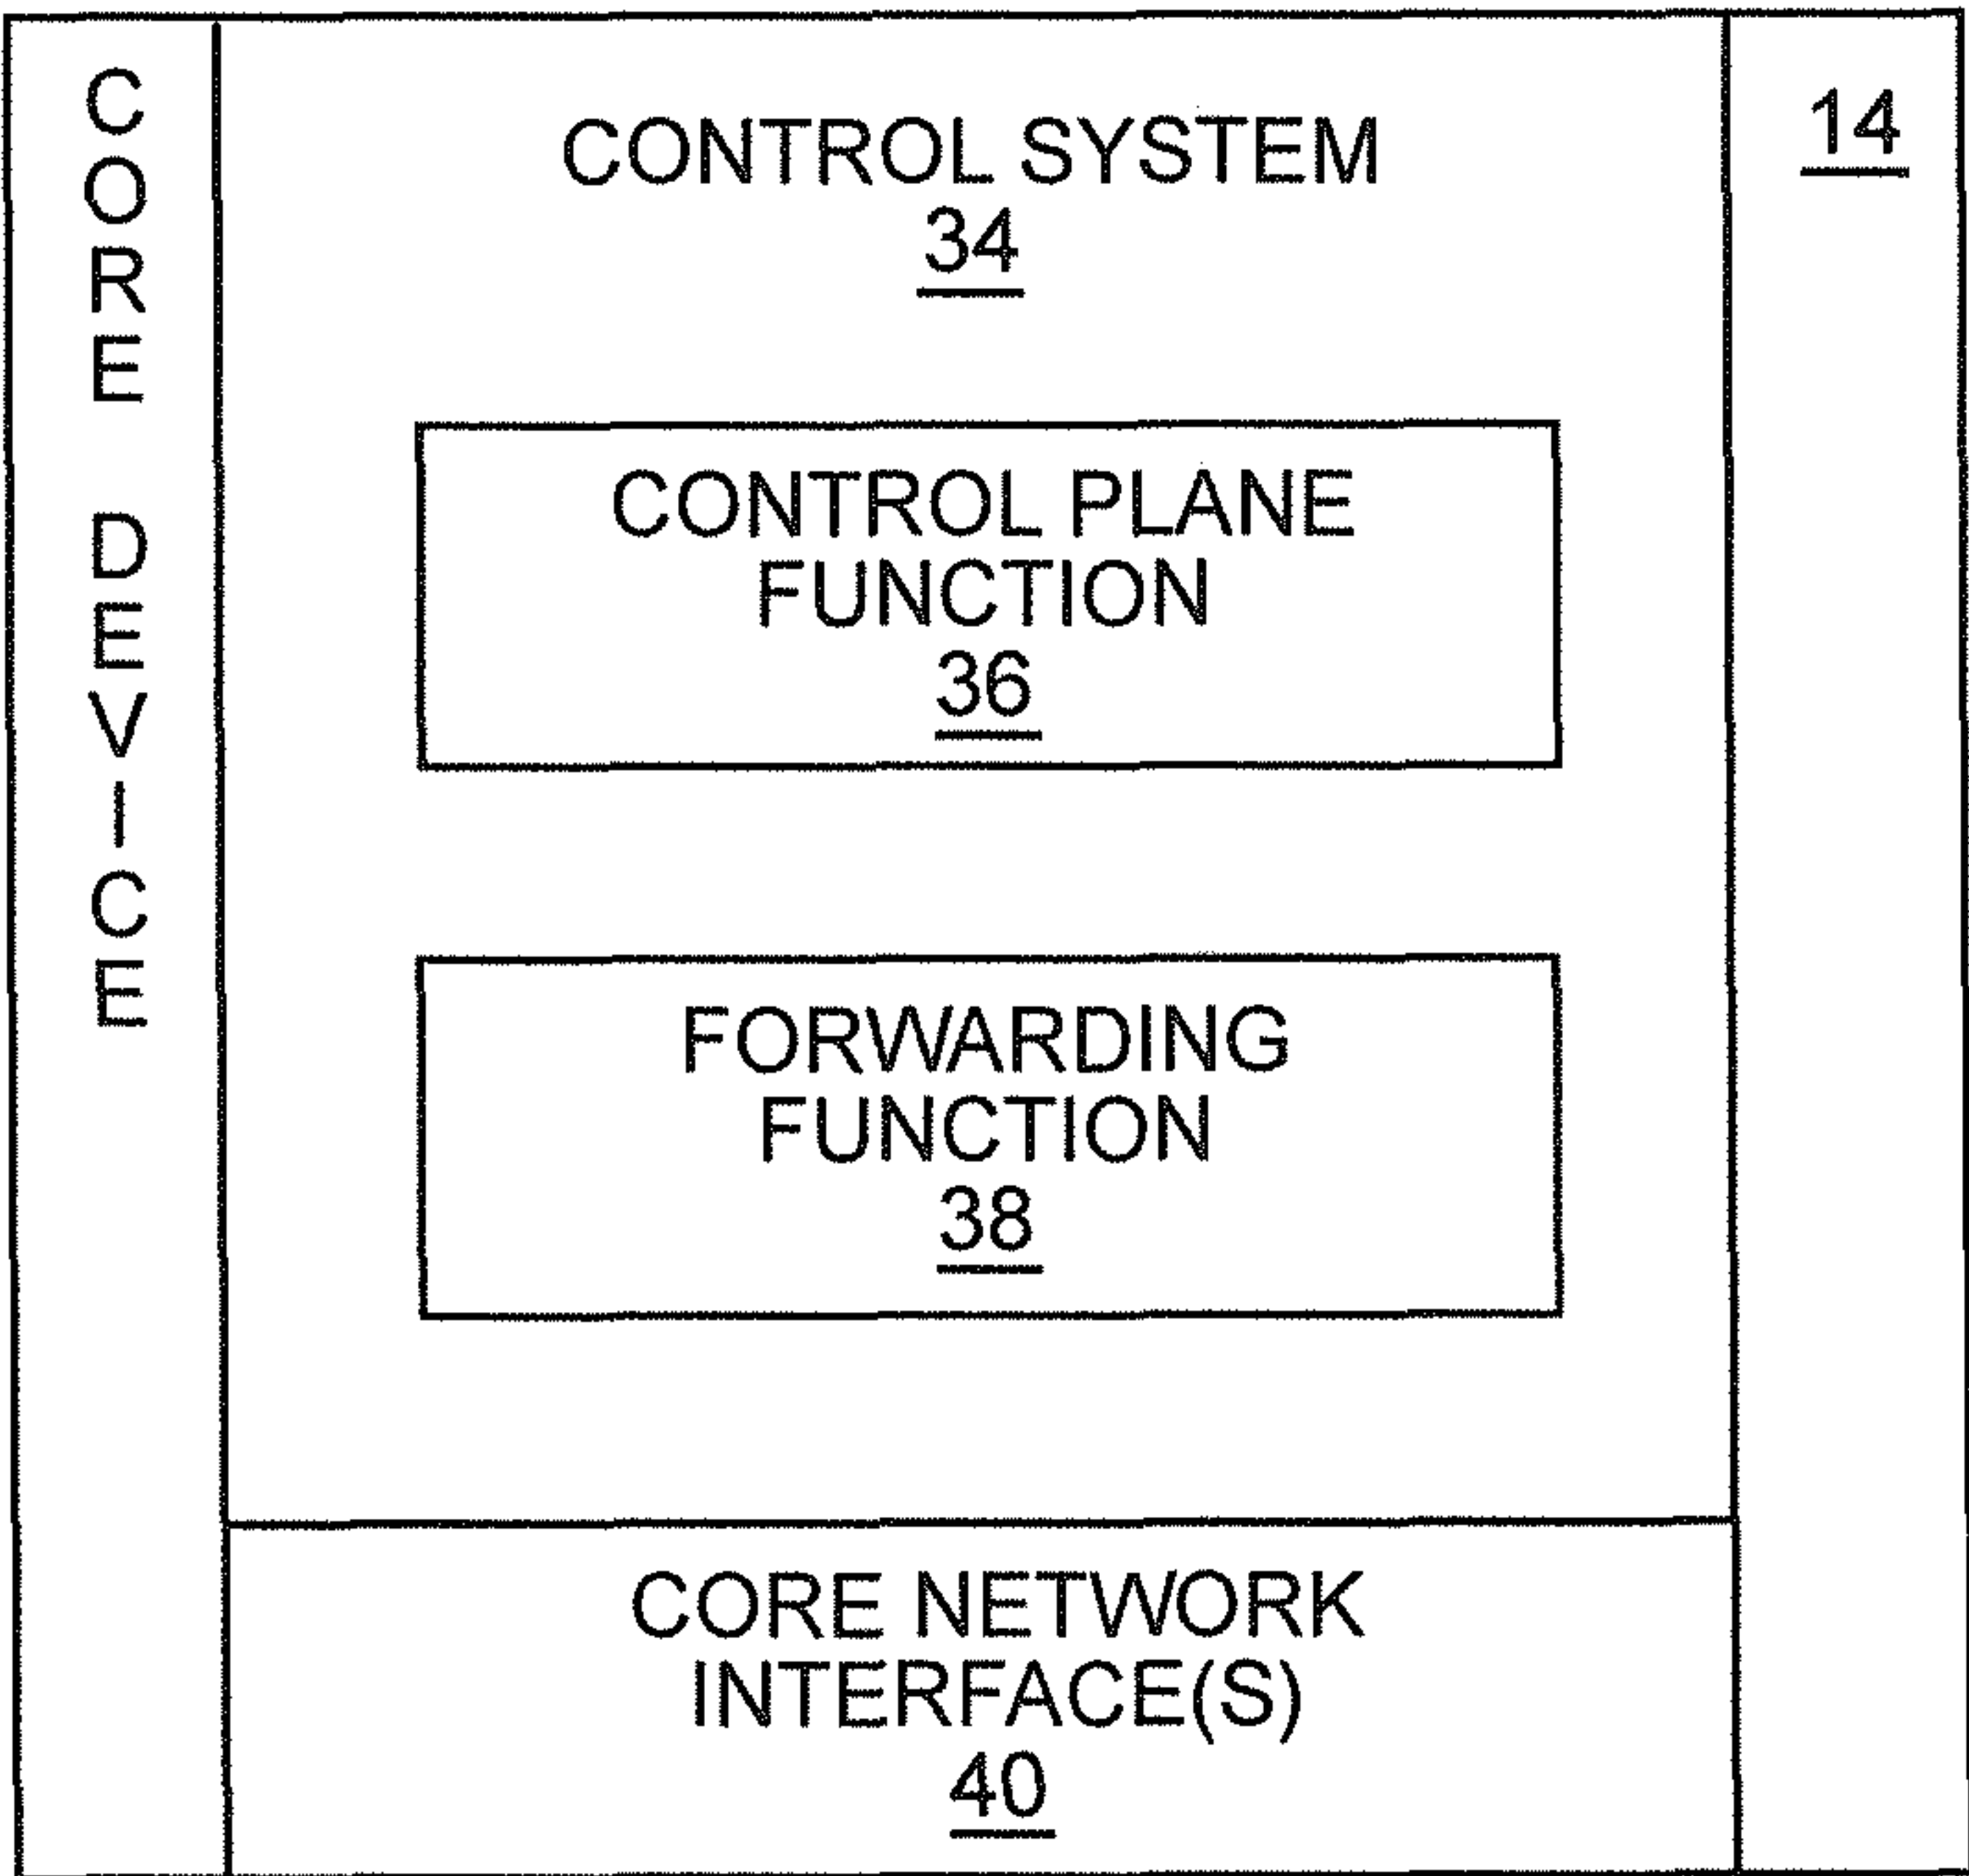 CORE DEVICE
CONTROL SYSTEM
34
14
CONTROL PLANE
FUNCTION
36
FORWARDING
FUNCTION
38
CORE NETWORK
INTERFACE(S)
40